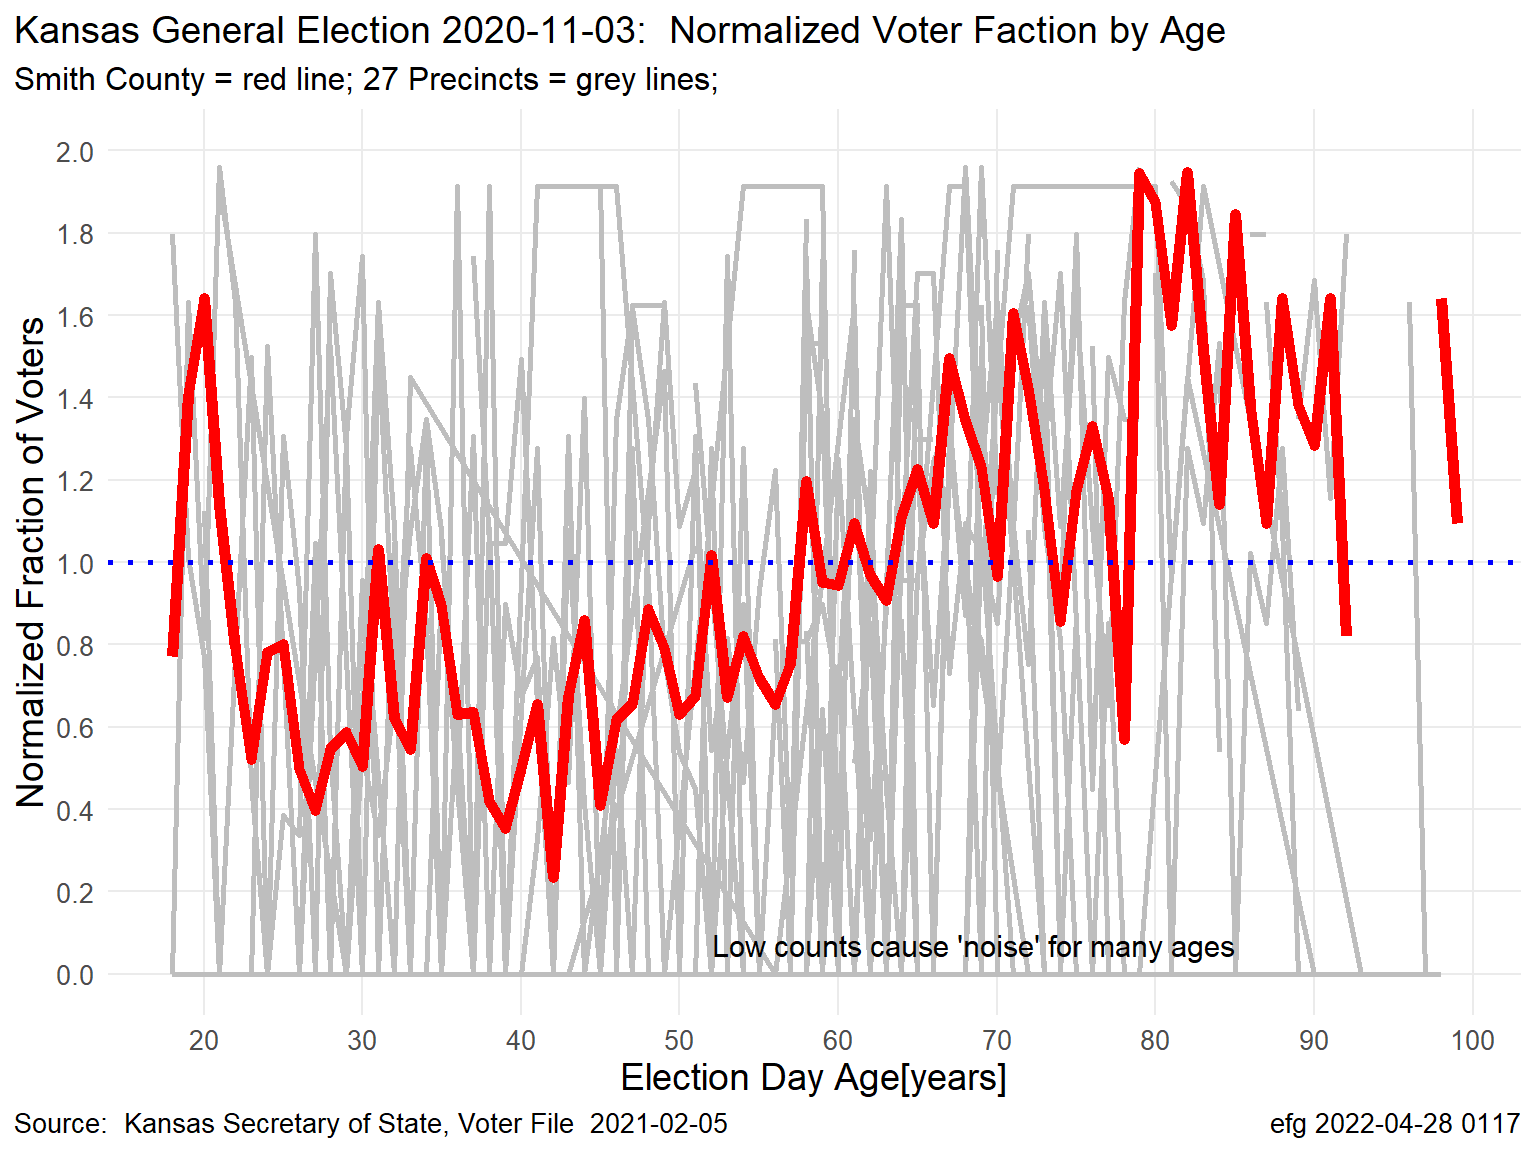 Kansas General Election 2020-11-03:  Normalized Voter Faction by Age
Smith County = red line; 27 Precincts = grey lines;
Normalized Fraction of Voters
2.0
1.8
1.6
1.4
1.2
1.0
0.8
0.6
0.4
0.2
0.0
Low counts cause 'noise' for many ages
20 30 40 50 60 70 80 90 100
Election Day Age[years]
Source:  Kansas Secretary of State, Voter File  2021-02-05
efg 2022-04-28 0117